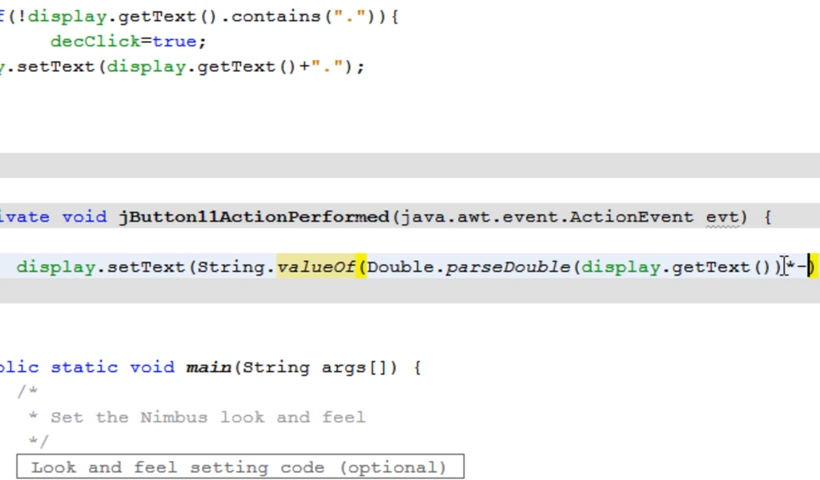 f(!display.getText().contains(".")){
decClick=true;
y.setText(display.getText()+".");
ivate void jButton11ActionPerformed(java.awt.event.ActionEvent evt) {
display.setText(String.valueOf(Double.parseDouble(display.getText())*-)
blic static void main(String args[]) {
/*
* Set the Nimbus look and feel
*/
Look and feel setting code (optional)